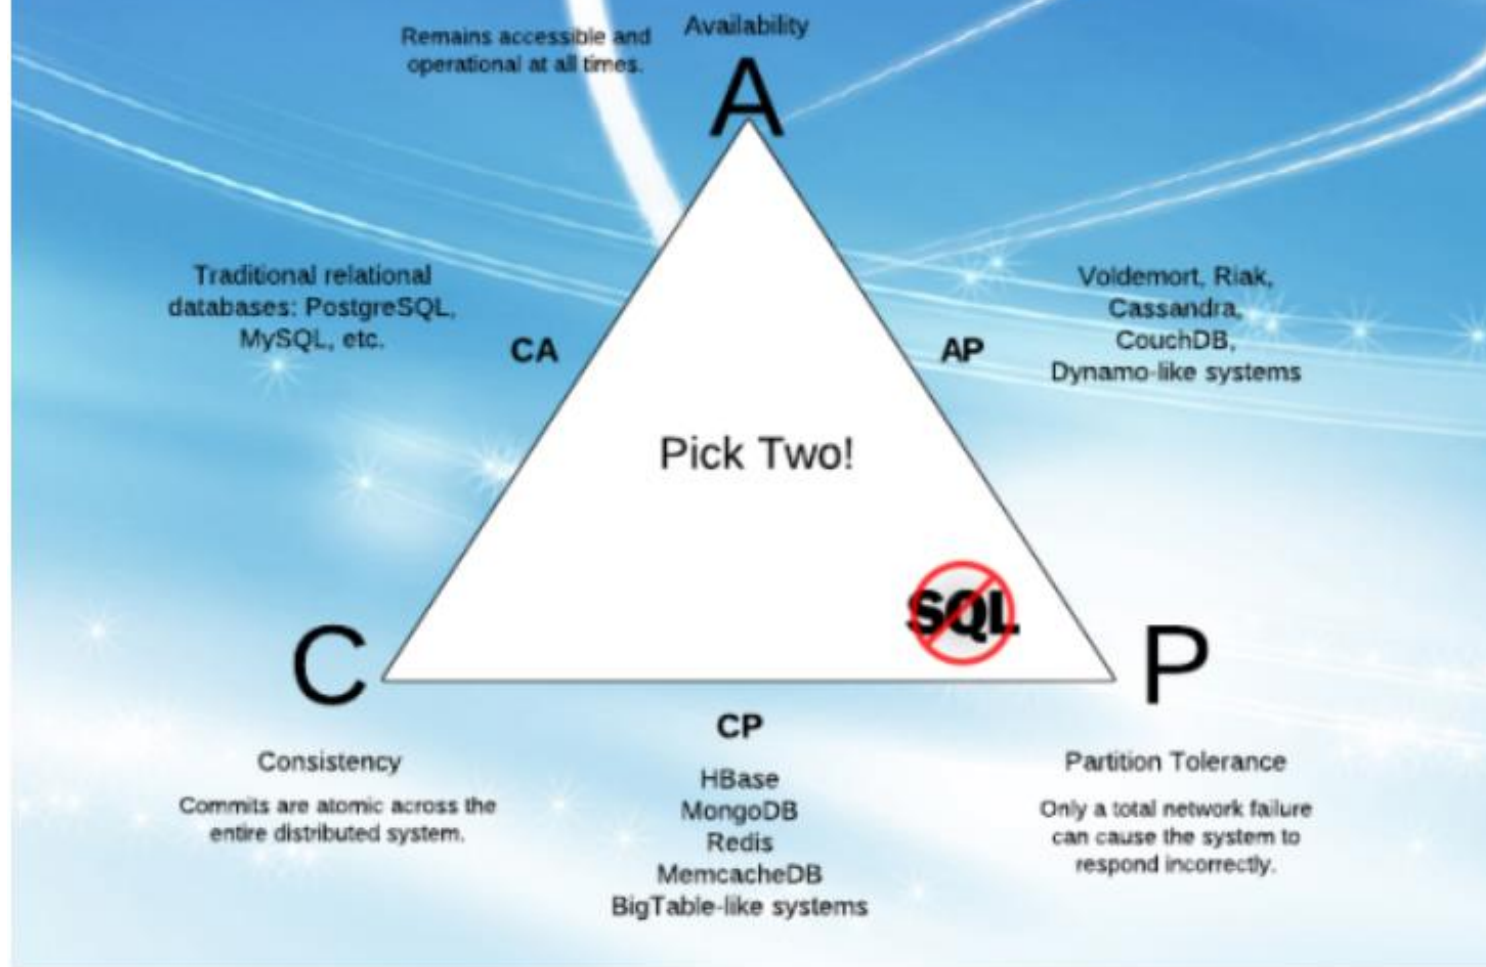 Availability
Remains accessible and
operational at all times.
A
Traditional relational
databases: PostgreSQL,
MySQL, etc.
CA
AP
Voldemort, Riak,
Cassandra,
CouchDB,
Dynamo-like systems
Pick Two!
SQL
C
P
CP
Consistency
Commits are atomic across the
entire distributed system.
HBase
MongoDB
Redis
MemcacheDB
BigTable-like systems
Partition Tolerance
Only a total network failure
can cause the system to
respond incorrectly.